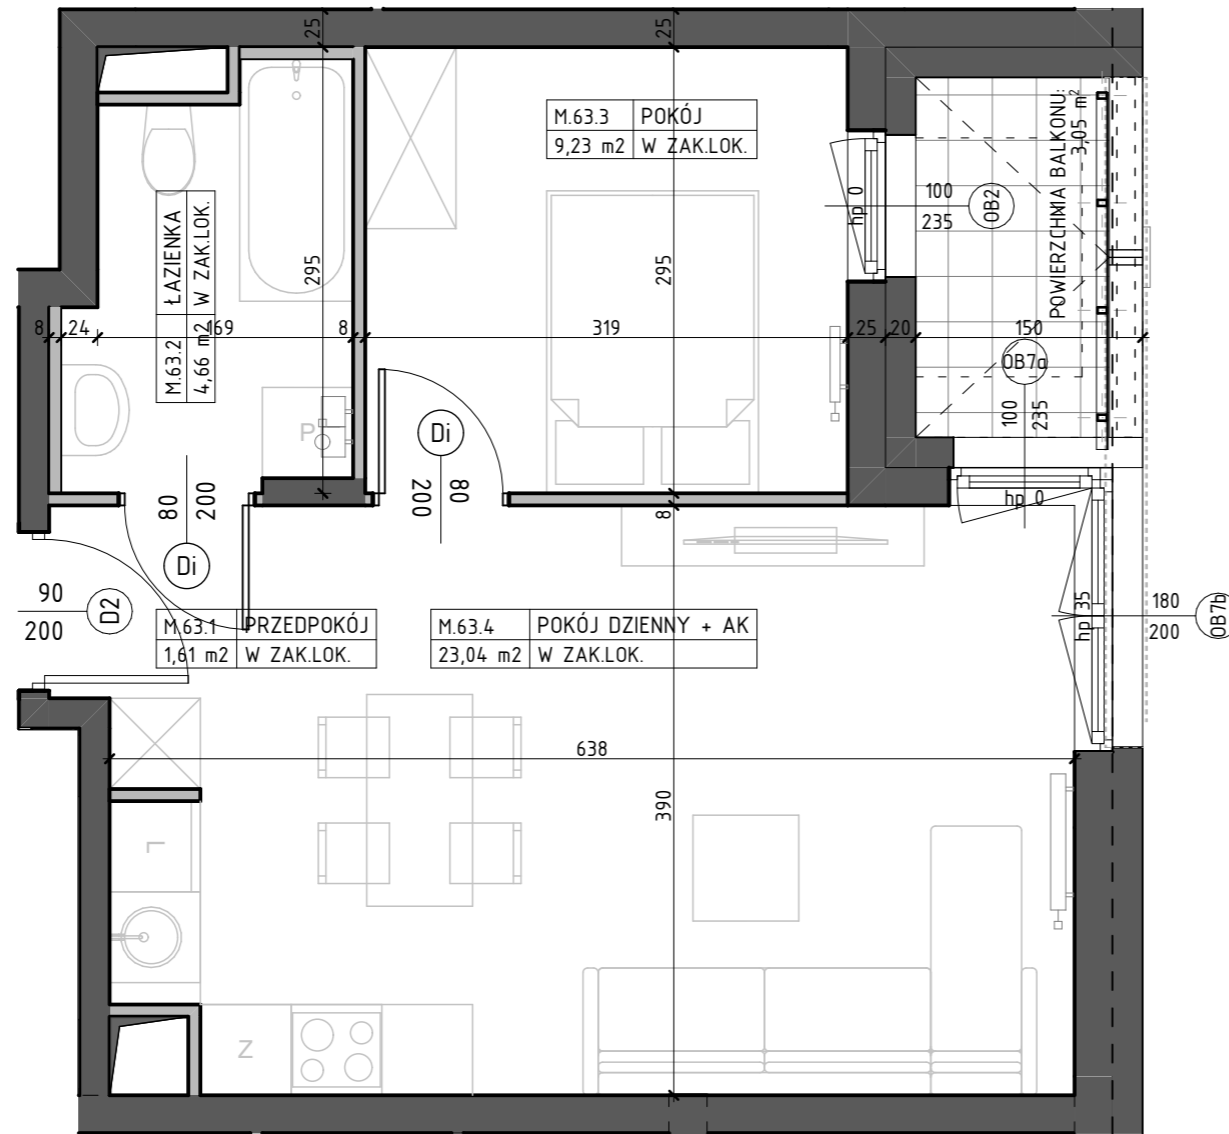 25
25
M.63.3 POKÓJ
9,23 m2 W ZAK.LOK.
POWIERZCHNIA BALKONU:
3,05 m²
hp 0
100
235
OB2
M.63.2 ŁAZIENKA
4,66 m2 W ZAK.LOK.
295
295
8
24
169
8
319
25
20
150
OB7a
100
235
P
Di
80
200
80
200
Di
8
hp 0
90
200
D2
M.63.1 PRZEDPOKÓJ
1,61 m2 W ZAK.LOK.
M.63.4 POKÓJ DZIENNY + AK
23,04 m2 W ZAK.LOK.
hp 35
180
200
OB7b
638
390
L
Z